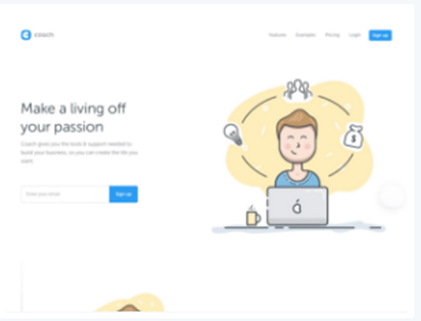 coach
Features Examples Pricing Login Sign up
Make a living off
your passion
Coach gives you the tools & support needed to
build your business, so you can create the life you
want.
Enter your email Sign up